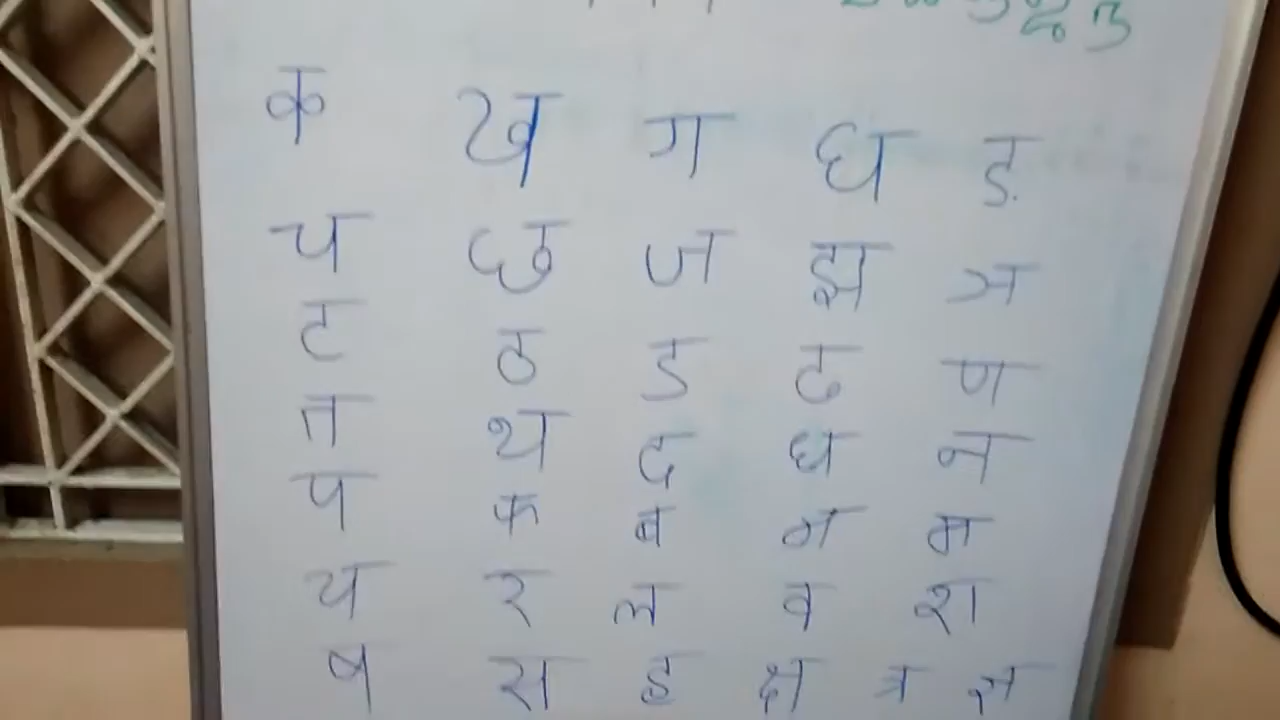 क ख ग घ ङ
च छ ज झ ञ
ट ठ ड ढ ण
त थ द ध न
प फ ब भ म
य र ल व श
ष स ह क्ष त्र ज्ञ